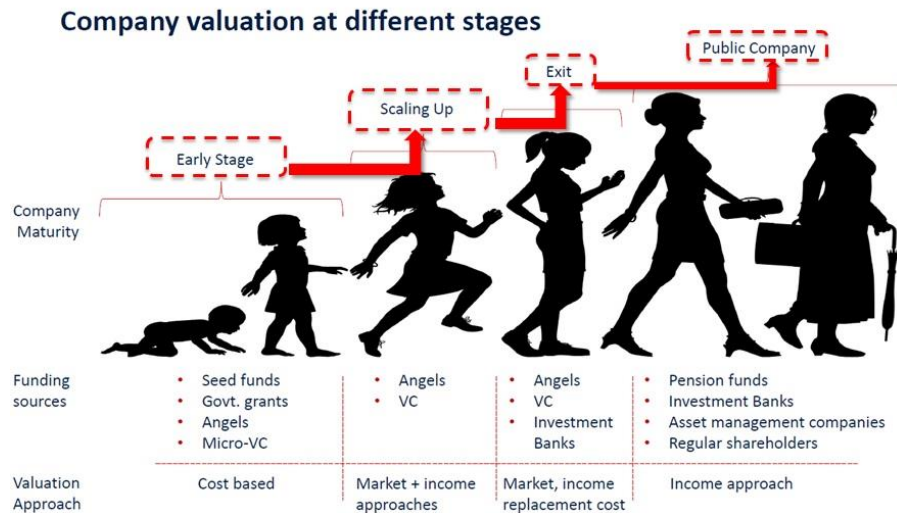 Company valuation at different stages
Public Company
Exit
Scaling Up
Early Stage
Company
Maturity
Funding
sources
• Seed funds
• Govt. grants
• Angels
• Micro-VC
• Angels
• VC
• Angels
• VC
• Investment
Banks
• Pension funds
• Investment Banks
• Asset management companies
• Regular shareholders
Valuation
Approach
Cost based
Market + income
approaches
Market, income
replacement cost
Income approach